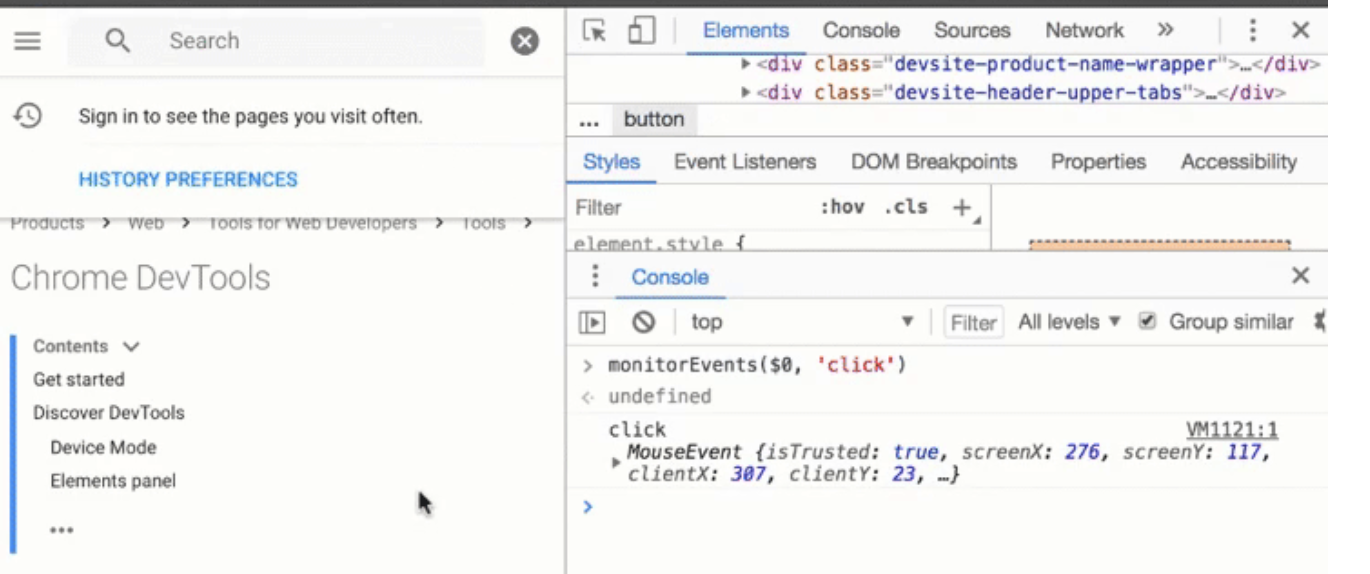 Search
Sign in to see the pages you visit often.
HISTORY PREFERENCES
Products > Web > Tools for Web Developers > Tools >
Chrome DevTools
Contents
Get started
Discover DevTools
Device Mode
Elements panel
•••
Elements Console Sources Network »
<div class="devsite-product-name-wrapper">…</div>
<div class="devsite-header-upper-tabs">…</div>
... button
Styles Event Listeners DOM Breakpoints Properties Accessibility
Filter :hov .cls +
element.style {
Console
top Filter All levels ▼ Group similar
> monitorEvents($0, 'click')
undefined
click VM1121:1
MouseEvent {isTrusted: true, screenX: 276, screenY: 117,
clientX: 307, clientY: 23, …}
>